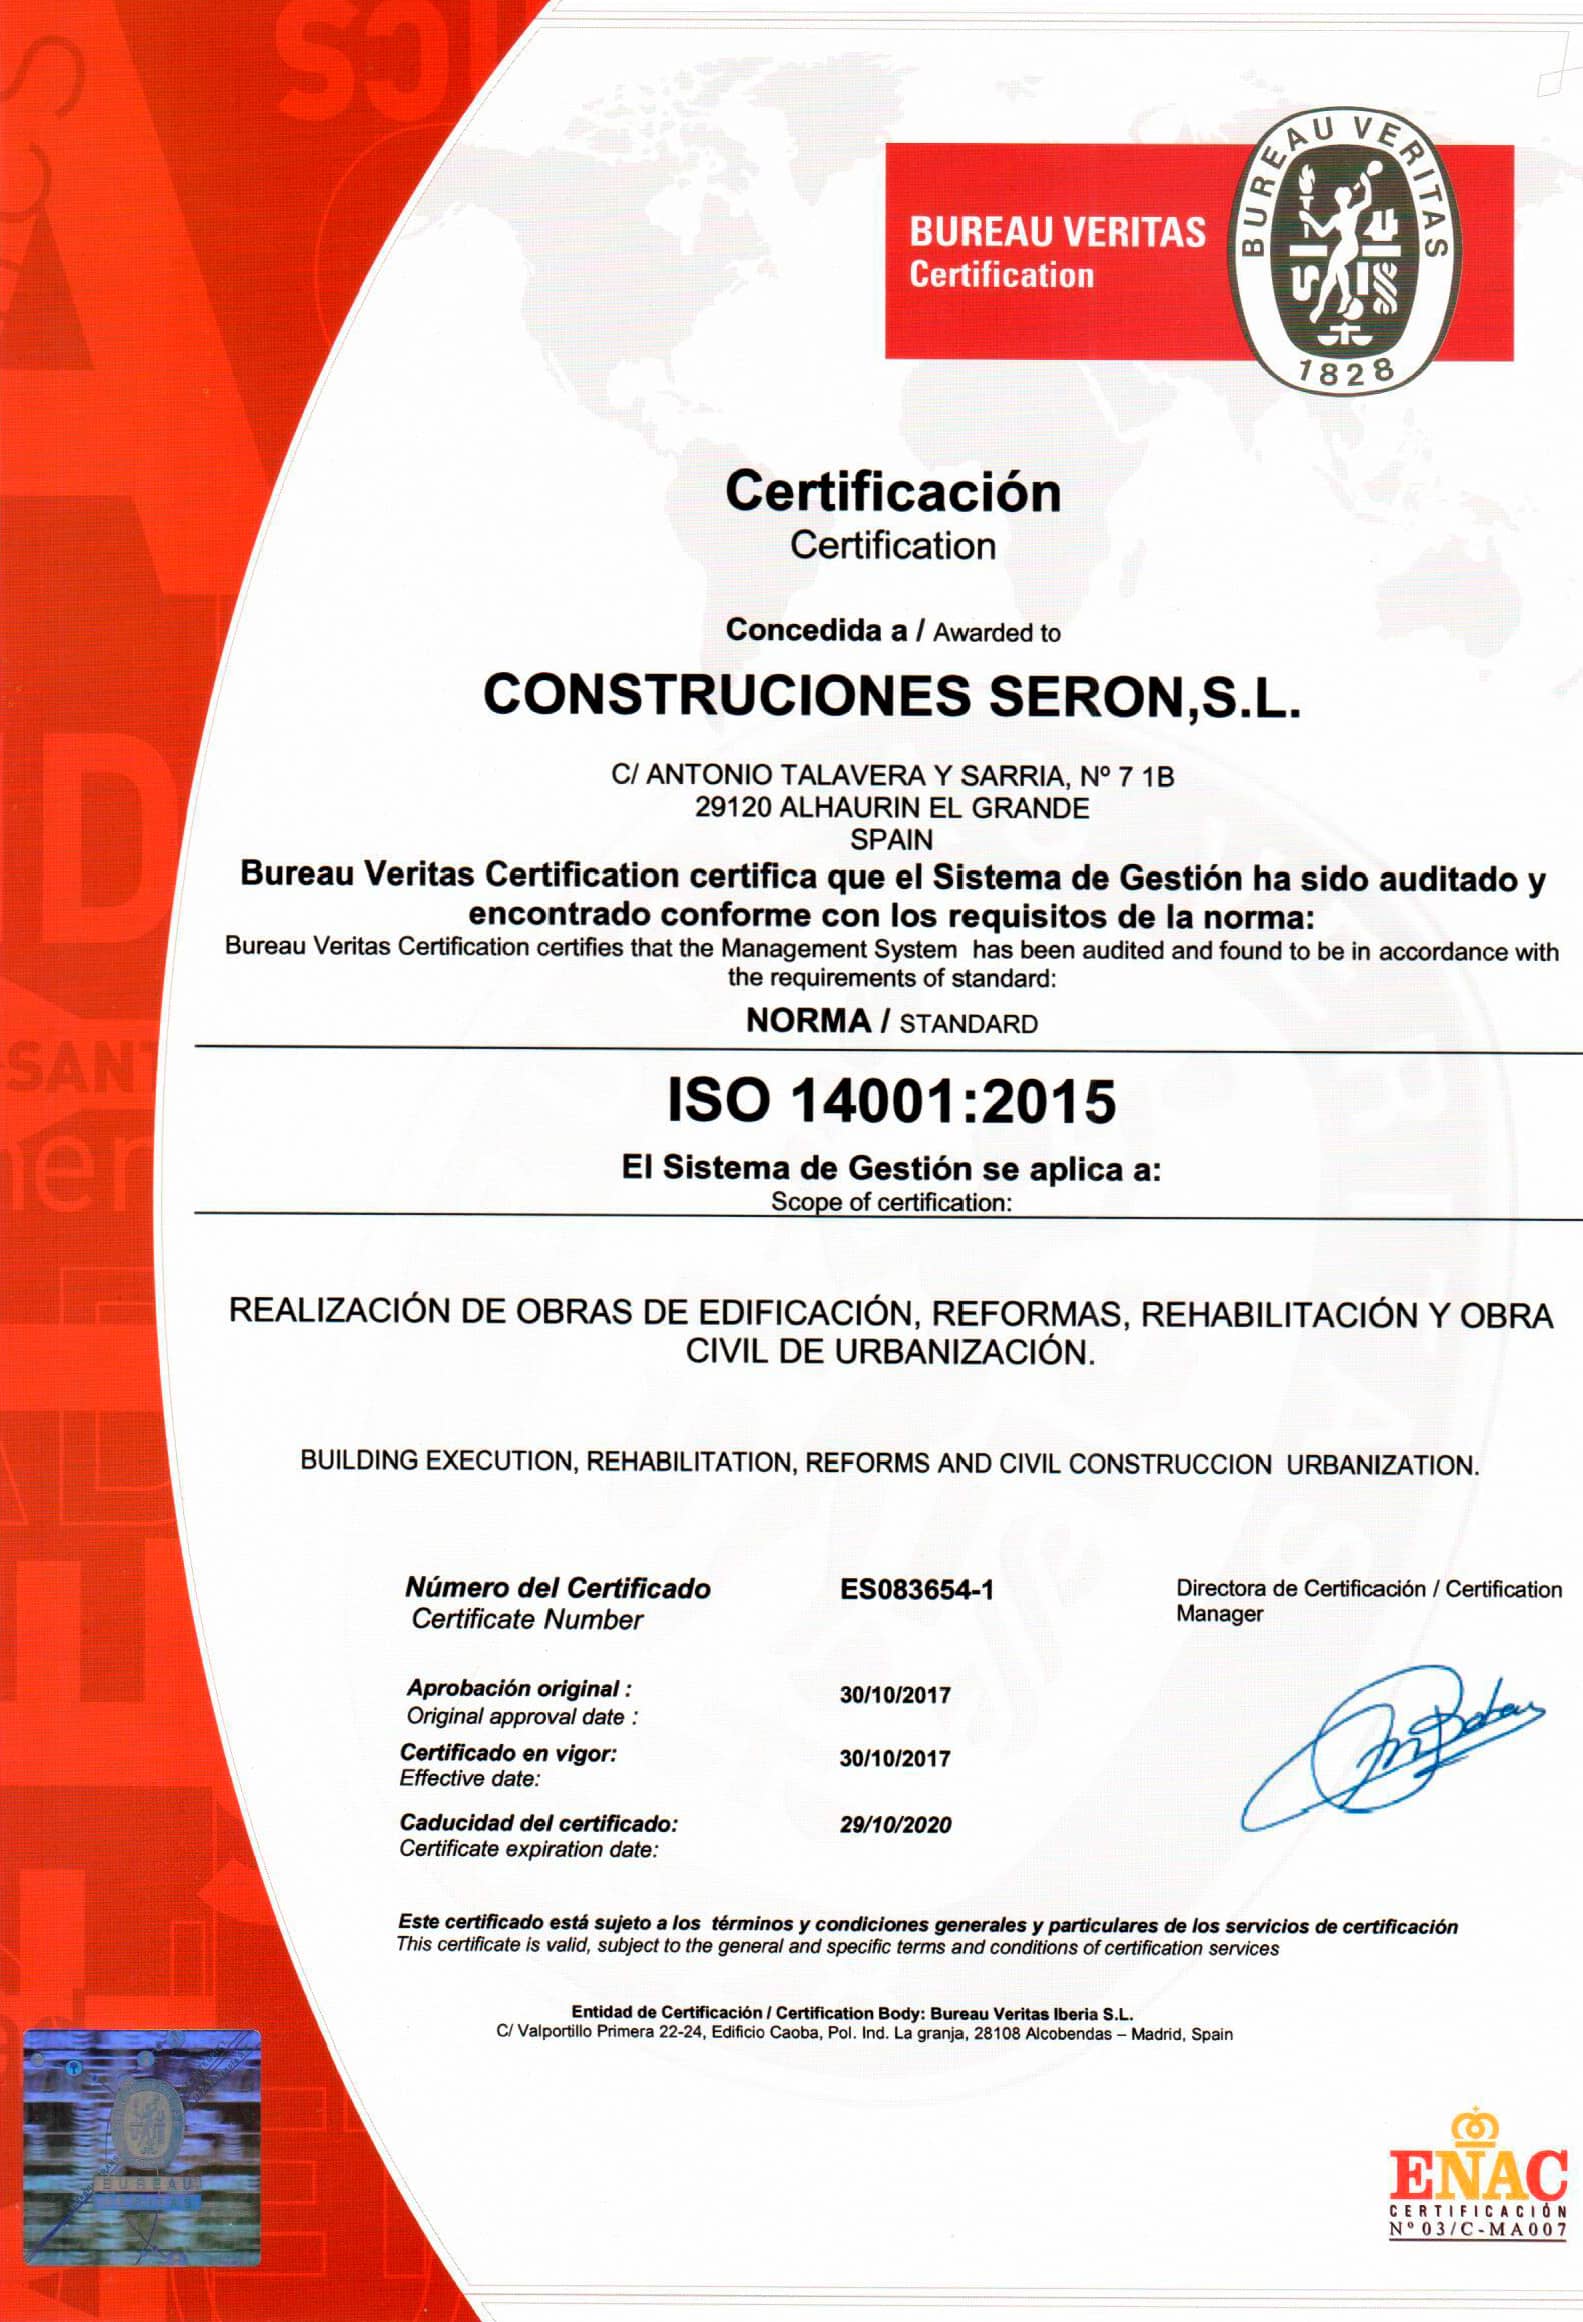 BUREAU VERITAS
Certification
BUREAU VERITAS
1828
Certificación
Certification
Concedida a / Awarded to
CONSTRUCIONES SERON,S.L.
C/ ANTONIO TALAVERA Y SARRIA, Nº 7 1B
29120 ALHAURIN EL GRANDE
SPAIN
Bureau Veritas Certification certifica que el Sistema de Gestión ha sido auditado y
encontrado conforme con los requisitos de la norma:
Bureau Veritas Certification certifies that the Management System has been audited and found to be in accordance with
the requirements of standard:
NORMA / STANDARD
ISO 14001:2015
El Sistema de Gestión se aplica a:
Scope of certification:
REALIZACIÓN DE OBRAS DE EDIFICACIÓN, REFORMAS, REHABILITACIÓN Y OBRA
CIVIL DE URBANIZACIÓN.
BUILDING EXECUTION, REHABILITATION, REFORMS AND CIVIL CONSTRUCCION URBANIZATION.
Número del Certificado ES083654-1
Certificate Number
Directora de Certificación / Certification
Manager
Aprobación original : 30/10/2017
Original approval date :
Certificado en vigor: 30/10/2017
Effective date:
Caducidad del certificado: 29/10/2020
Certificate expiration date:
Este certificado está sujeto a los términos y condiciones generales y particulares de los servicios de certificación
This certificate is valid, subject to the general and specific terms and conditions of certification services
Entidad de Certificación / Certification Body: Bureau Veritas Iberia S.L.
C/ Valportillo Primera 22-24, Edificio Caoba, Pol. Ind. La granja, 28108 Alcobendas – Madrid, Spain
BUREAU
VERITAS
ENAC
CERTIFICACIÓN
Nº 03/C-MA007